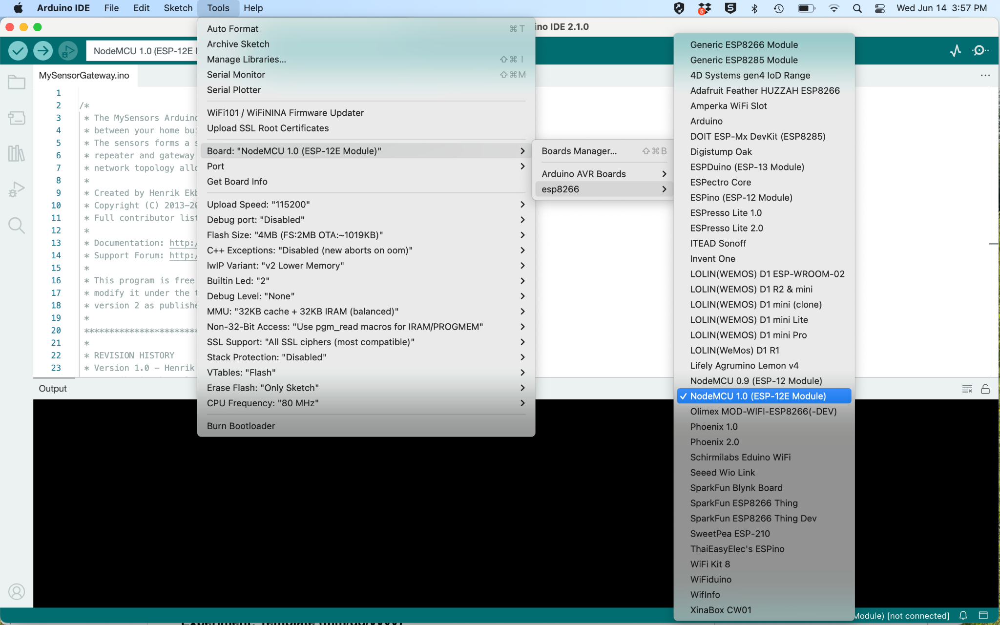 Arduino IDE File Edit Sketch Tools Help
5
Wed Jun 14 3:57 PM
ino IDE 2.1.0
NodeMCU 1.0 (ESP-12E
MySensorGateway.ino
1
2 /*
3 * The MySensors Arduino
4 * between your home bui
5 * The sensors forms a s
6 * repeater and gateway
7 * network topology allo
8 *
9 * Created by Henrik Ekb
10 * Copyright (C) 2013-20
11 * Full contributor list
12 *
13 * Documentation: http:/
14 * Support Forum: http:/
15 *
16 * This program is free
17 * modify it under the t
18 * version 2 as publishe
19 *
20 ***********************
21 *
22 * REVISION HISTORY
23 * Version 1.0 – Henrik
Output
Auto Format ⌘ T
Archive Sketch
Manage Libraries... ⇧⌘ I
Serial Monitor ⇧⌘M
Serial Plotter
WiFi101 / WiFiNINA Firmware Updater
Upload SSL Root Certificates
Board: "NodeMCU 1.0 (ESP-12E Module)"
Port
Get Board Info
Upload Speed: "115200"
Debug port: "Disabled"
Flash Size: "4MB (FS:2MB OTA:~1019KB)"
C++ Exceptions: "Disabled (new aborts on oom)"
lwIP Variant: "v2 Lower Memory"
Builtin Led: "2"
Debug Level: "None"
MMU: "32KB cache + 32KB IRAM (balanced)"
Non-32-Bit Access: "Use pgm_read macros for IRAM/PROGMEM"
SSL Support: "All SSL ciphers (most compatible)"
Stack Protection: "Disabled"
VTables: "Flash"
Erase Flash: "Only Sketch"
CPU Frequency: "80 MHz"
Burn Bootloader
Boards Manager... ⇧⌘B
Arduino AVR Boards
esp8266
Generic ESP8266 Module
Generic ESP8285 Module
4D Systems gen4 IoD Range
Adafruit Feather HUZZAH ESP8266
Amperka WiFi Slot
Arduino
DOIT ESP-Mx DevKit (ESP8285)
Digistump Oak
ESPDuino (ESP-13 Module)
ESPectro Core
ESPino (ESP-12 Module)
ESPresso Lite 1.0
ESPresso Lite 2.0
ITEAD Sonoff
Invent One
LOLIN(WEMOS) D1 ESP-WROOM-02
LOLIN(WEMOS) D1 R2 & mini
LOLIN(WEMOS) D1 mini (clone)
LOLIN(WEMOS) D1 mini Lite
LOLIN(WEMOS) D1 mini Pro
LOLIN(WeMos) D1 R1
Lifely Agrumino Lemon v4
NodeMCU 0.9 (ESP-12 Module)
✓ NodeMCU 1.0 (ESP-12E Module)
Olimex MOD-WIFI-ESP8266(-DEV)
Phoenix 1.0
Phoenix 2.0
Schirmilabs Eduino WiFi
Seeed Wio Link
SparkFun Blynk Board
SparkFun ESP8266 Thing
SparkFun ESP8266 Thing Dev
SweetPea ESP-210
ThaiEasyElec's ESPino
WiFi Kit 8
WiFiduino
WifInfo
XinaBox CW01
Module) [not connected]
Experiment: Template (mm/dd/yyyy)